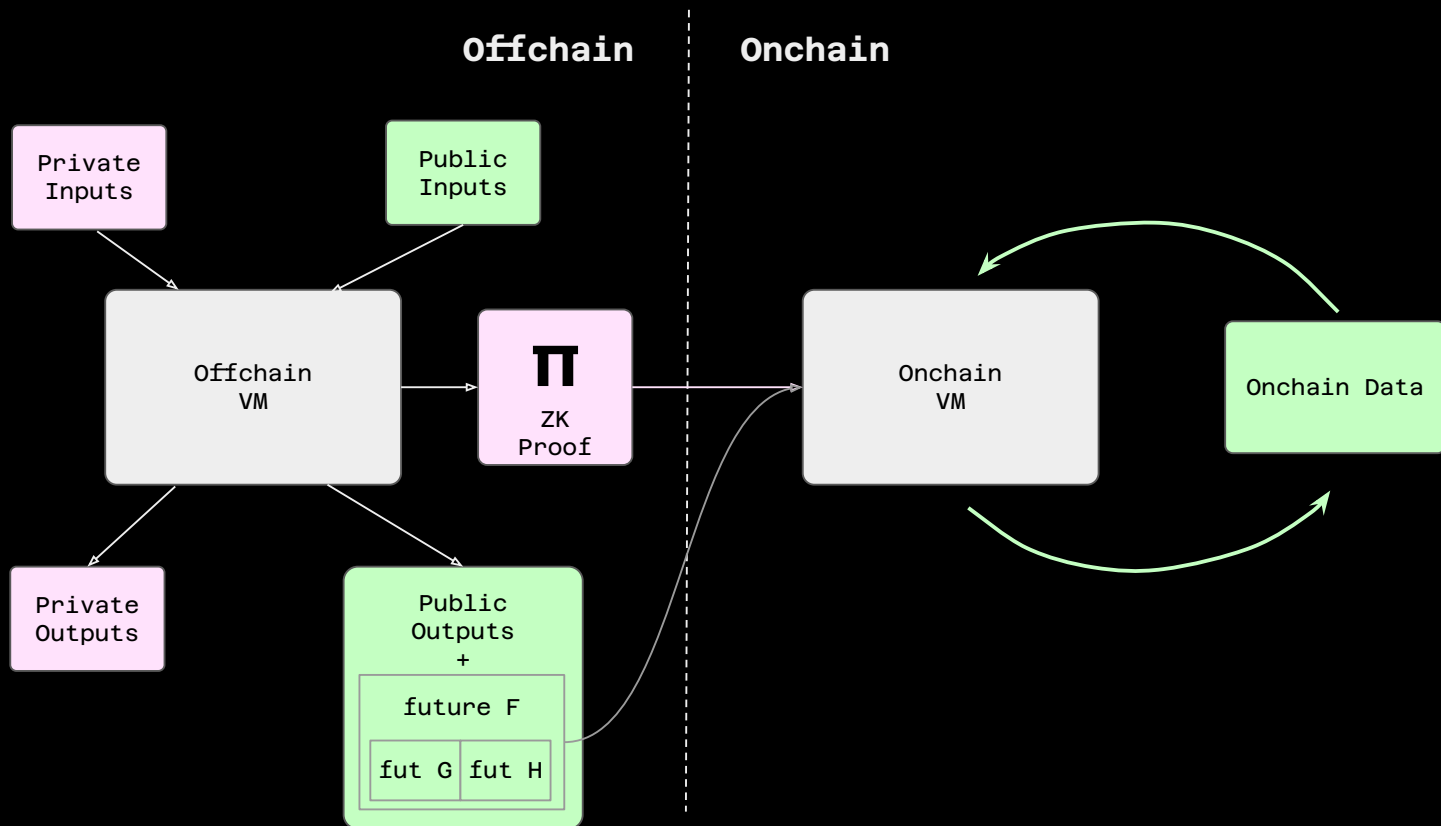 Offchain
Onchain
Private
Inputs
Public
Inputs
Offchain
VM
π
ZK
Proof
Onchain
VM
Onchain Data
Private
Outputs
Public
Outputs
+
future F
fut G
fut H